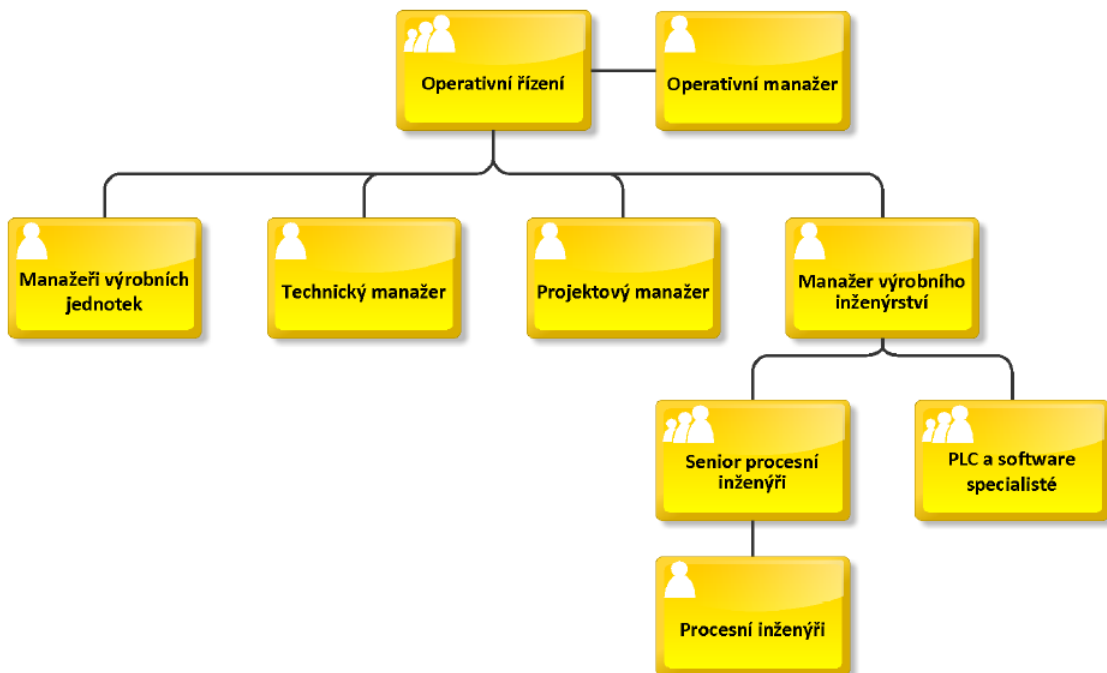 Operativní řízení
Operativní manažer
Manažeři výrobních
jednotek
Technický manažer
Projektový manažer
Manažer výrobního
inženýrství
Senior procesní
inženýři
PLC a software
specialisté
Procesní inženýři